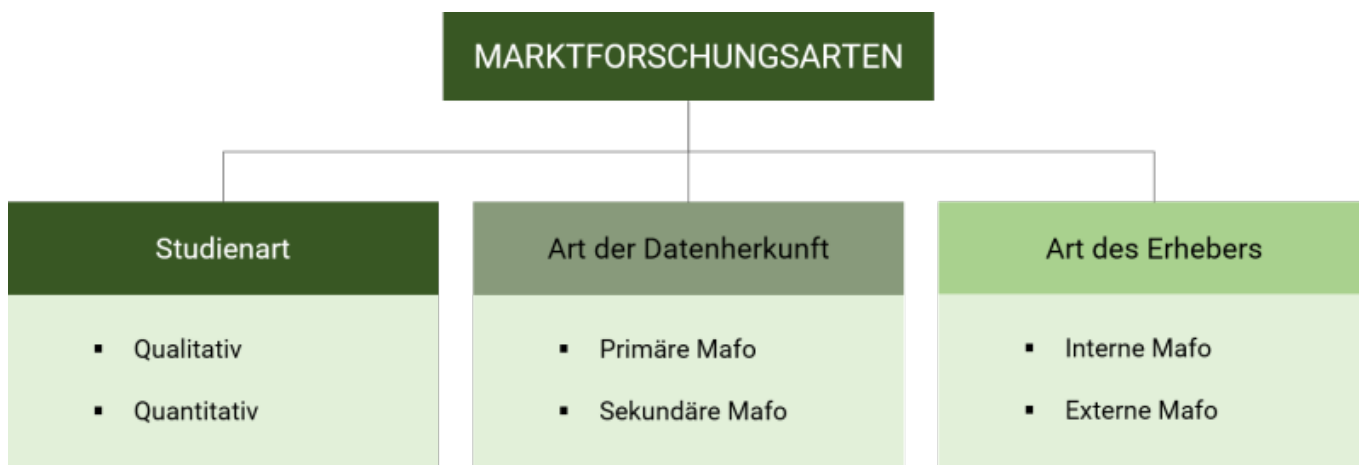 MARKTFORSCHUNGSARTEN
Studienart
▪ Qualitativ
▪ Quantitativ
Art der Datenherkunft
▪ Primäre Mafo
▪ Sekundäre Mafo
Art des Erhebers
▪ Interne Mafo
▪ Externe Mafo